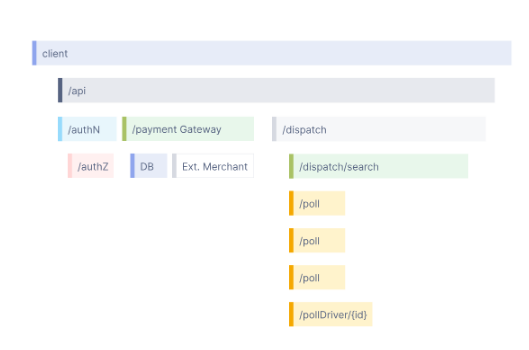 client
/api
/authN
/payment Gateway
/dispatch
/authZ
DB
Ext. Merchant
/dispatch/search
/poll
/poll
/poll
/pollDriver/{id}